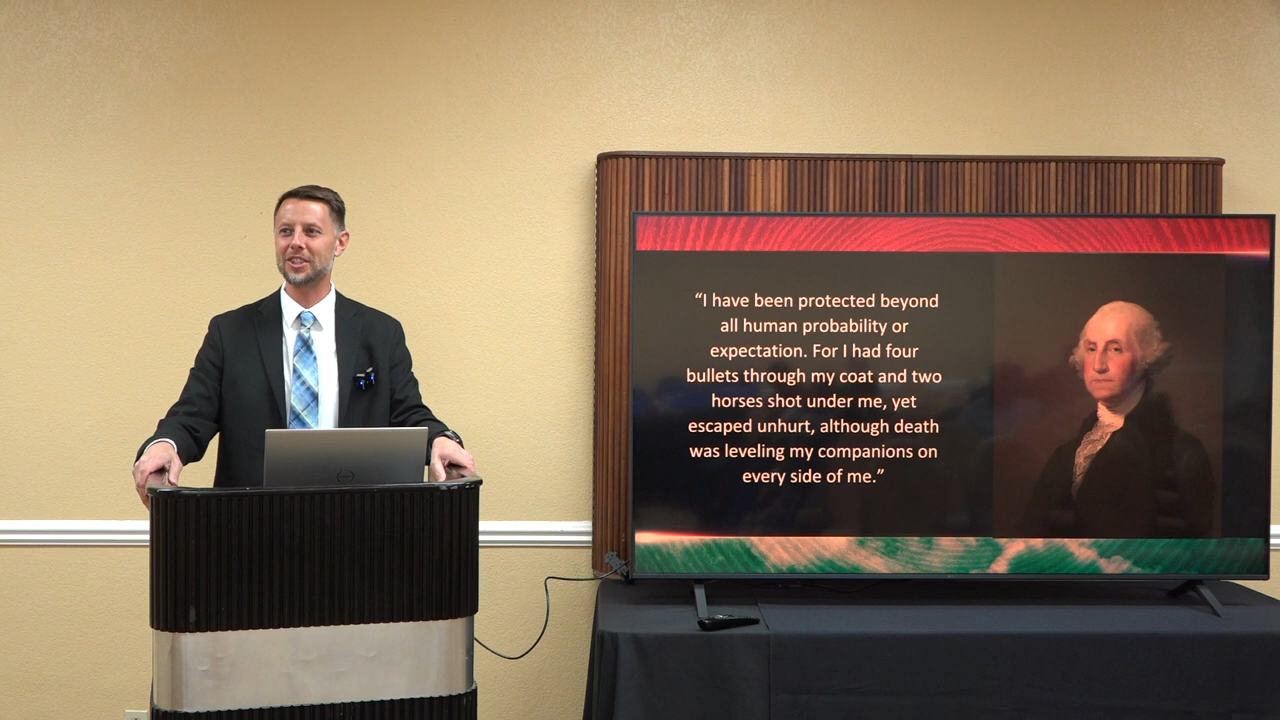 “I have been protected beyond
all human probability or
expectation. For I had four
bullets through my coat and two
horses shot under me, yet
escaped unhurt, although death
was leveling my companions on
every side of me.”